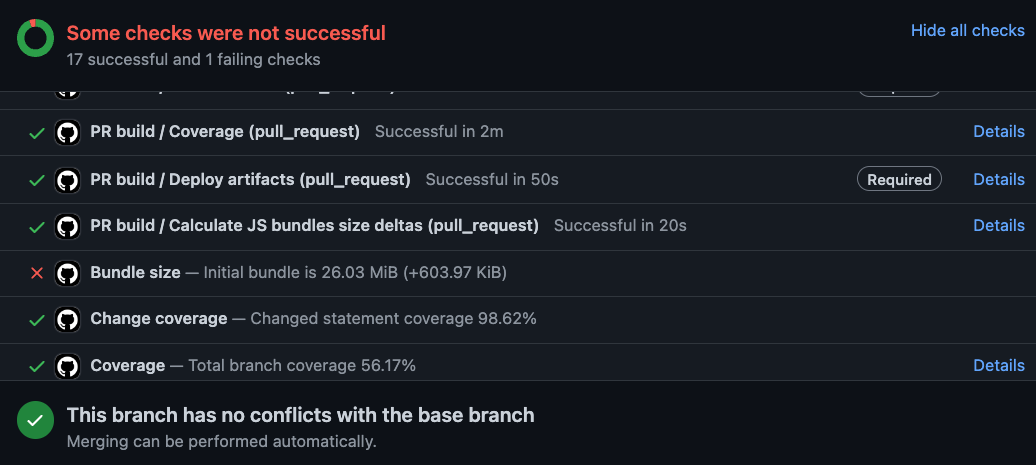 Some checks were not successful
Hide all checks
17 successful and 1 failing checks
PR build / Coverage (pull_request) Successful in 2m Details
PR build / Deploy artifacts (pull_request) Successful in 50s Required Details
PR build / Calculate JS bundles size deltas (pull_request) Successful in 20s Details
Bundle size — Initial bundle is 26.03 MiB (+603.97 KiB)
Change coverage — Changed statement coverage 98.62%
Coverage — Total branch coverage 56.17% Details
This branch has no conflicts with the base branch
Merging can be performed automatically.